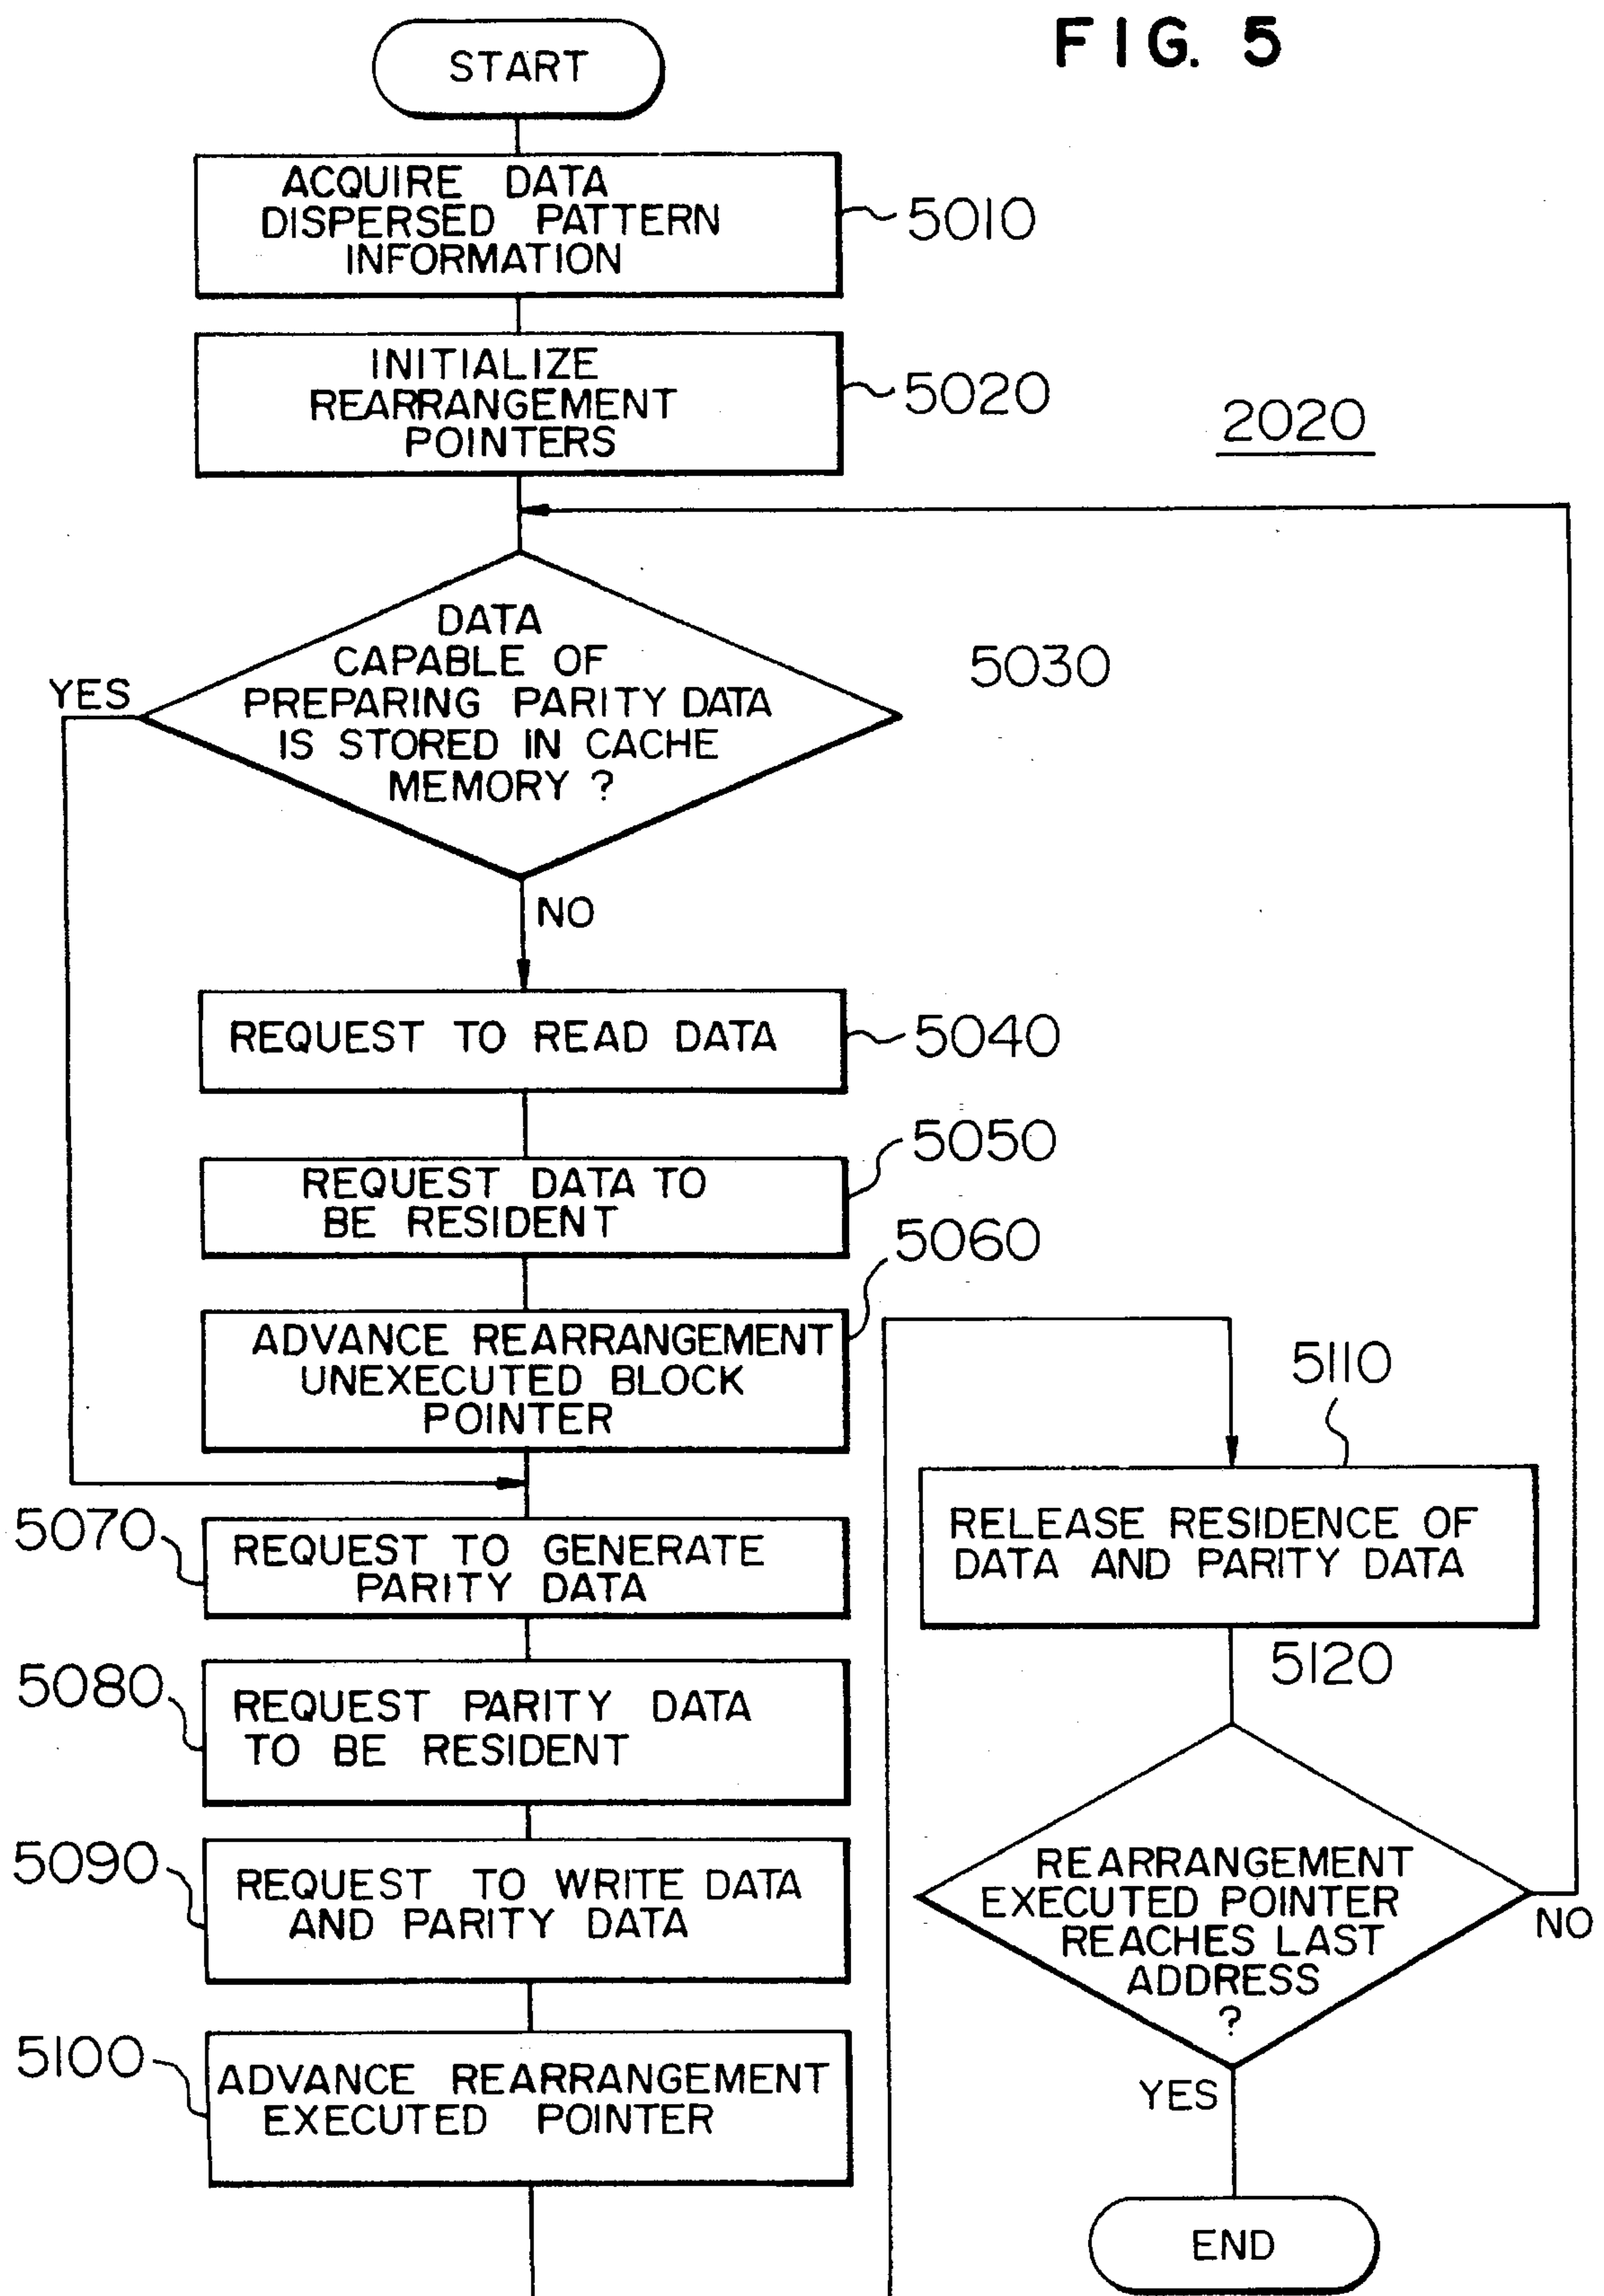 FIG. 5
START
ACQUIRE DATA
DISPERSED PATTERN
INFORMATION
5010
INITIALIZE
REARRANGEMENT
POINTERS
5020
2020
DATA
CAPABLE OF
PREPARING PARITY DATA
IS STORED IN CACHE
MEMORY ?
5030
YES
NO
REQUEST TO READ DATA
5040
REQUEST DATA TO
BE RESIDENT
5050
ADVANCE REARRANGEMENT
UNEXECUTED BLOCK
POINTER
5060
5070
REQUEST TO GENERATE
PARITY DATA
5080
REQUEST PARITY DATA
TO BE RESIDENT
5090
REQUEST TO WRITE DATA
AND PARITY DATA
5100
ADVANCE REARRANGEMENT
EXECUTED POINTER
5110
RELEASE RESIDENCE OF
DATA AND PARITY DATA
5120
REARRANGEMENT
EXECUTED POINTER
REACHES LAST
ADDRESS
?
NO
YES
END